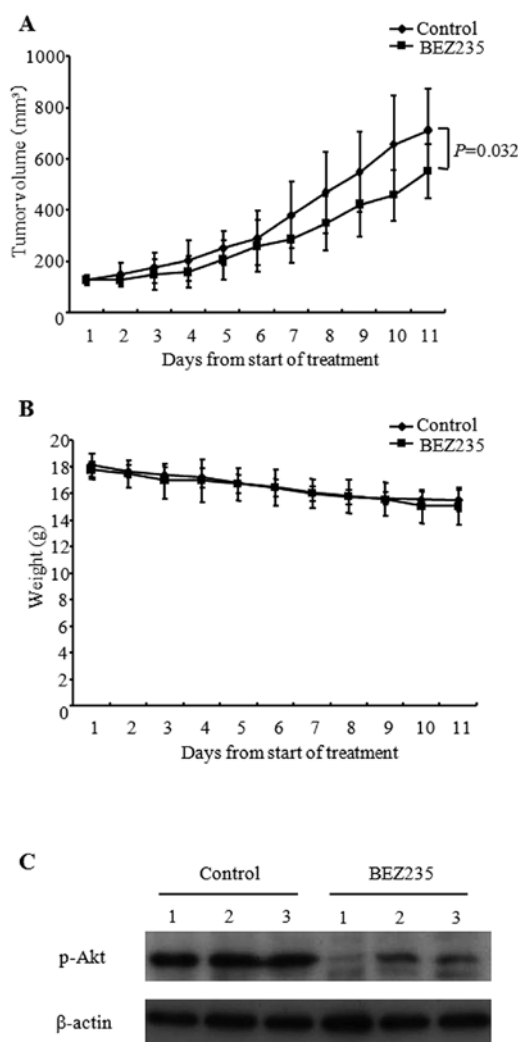 A
Control
BEZ235
1000
800
600
400
200
0
Tumor volume (mm³)
P=0.032
1 2 3 4 5 6 7 8 9 10 11
Days from start of treatment
B
Control
BEZ235
20
18
16
14
12
10
8
6
4
2
0
Weight (g)
1 2 3 4 5 6 7 8 9 10 11
Days from start of treatment
C
Control BEZ235
1 2 3 1 2 3
p-Akt
β-actin